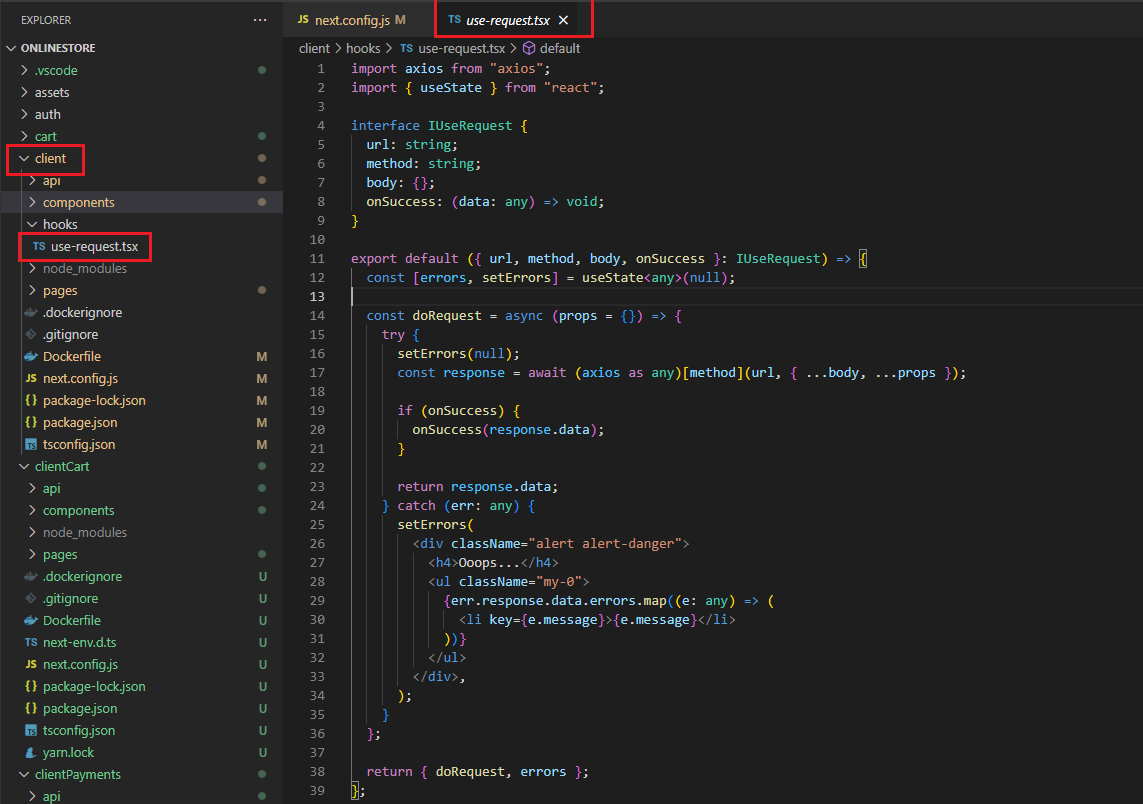 EXPLORER ...
ONLINESTORE
.vscode
assets
auth
cart
client
api
components
hooks
TS use-request.tsx
node_modules
pages
.dockerignore
.gitignore
Dockerfile M
JS next.config.js M
{} package-lock.json M
{} package.json M
TS tsconfig.json M
clientCart
api
components
node_modules
pages
.dockerignore U
.gitignore U
Dockerfile U
TS next-env.d.ts U
JS next.config.js U
{} package-lock.json U
{} package.json U
TS tsconfig.json U
yarn.lock U
clientPayments
api
JS next.config.js M
TS use-request.tsx ×
client > hooks > TS use-request.tsx > default
1 import axios from "axios";
2 import { useState } from "react";
3
4 interface IUseRequest {
5   url: string;
6   method: string;
7   body: {};
8   onSuccess: (data: any) => void;
9 }
10
11 export default ({ url, method, body, onSuccess }: IUseRequest) => {
12   const [errors, setErrors] = useState<any>(null);
13
14   const doRequest = async (props = {}) => {
15     try {
16       setErrors(null);
17       const response = await (axios as any)[method](url, { ...body, ...props });
18
19       if (onSuccess) {
20         onSuccess(response.data);
21       }
22
23       return response.data;
24     } catch (err: any) {
25       setErrors(
26         <div className="alert alert-danger">
27           <h4>Ooops...</h4>
28           <ul className="my-0">
29             {err.response.data.errors.map((e: any) => (
30               <li key={e.message}>{e.message}</li>
31             ))}
32           </ul>
33         </div>,
34       );
35     }
36   };
37
38   return { doRequest, errors };
39 };